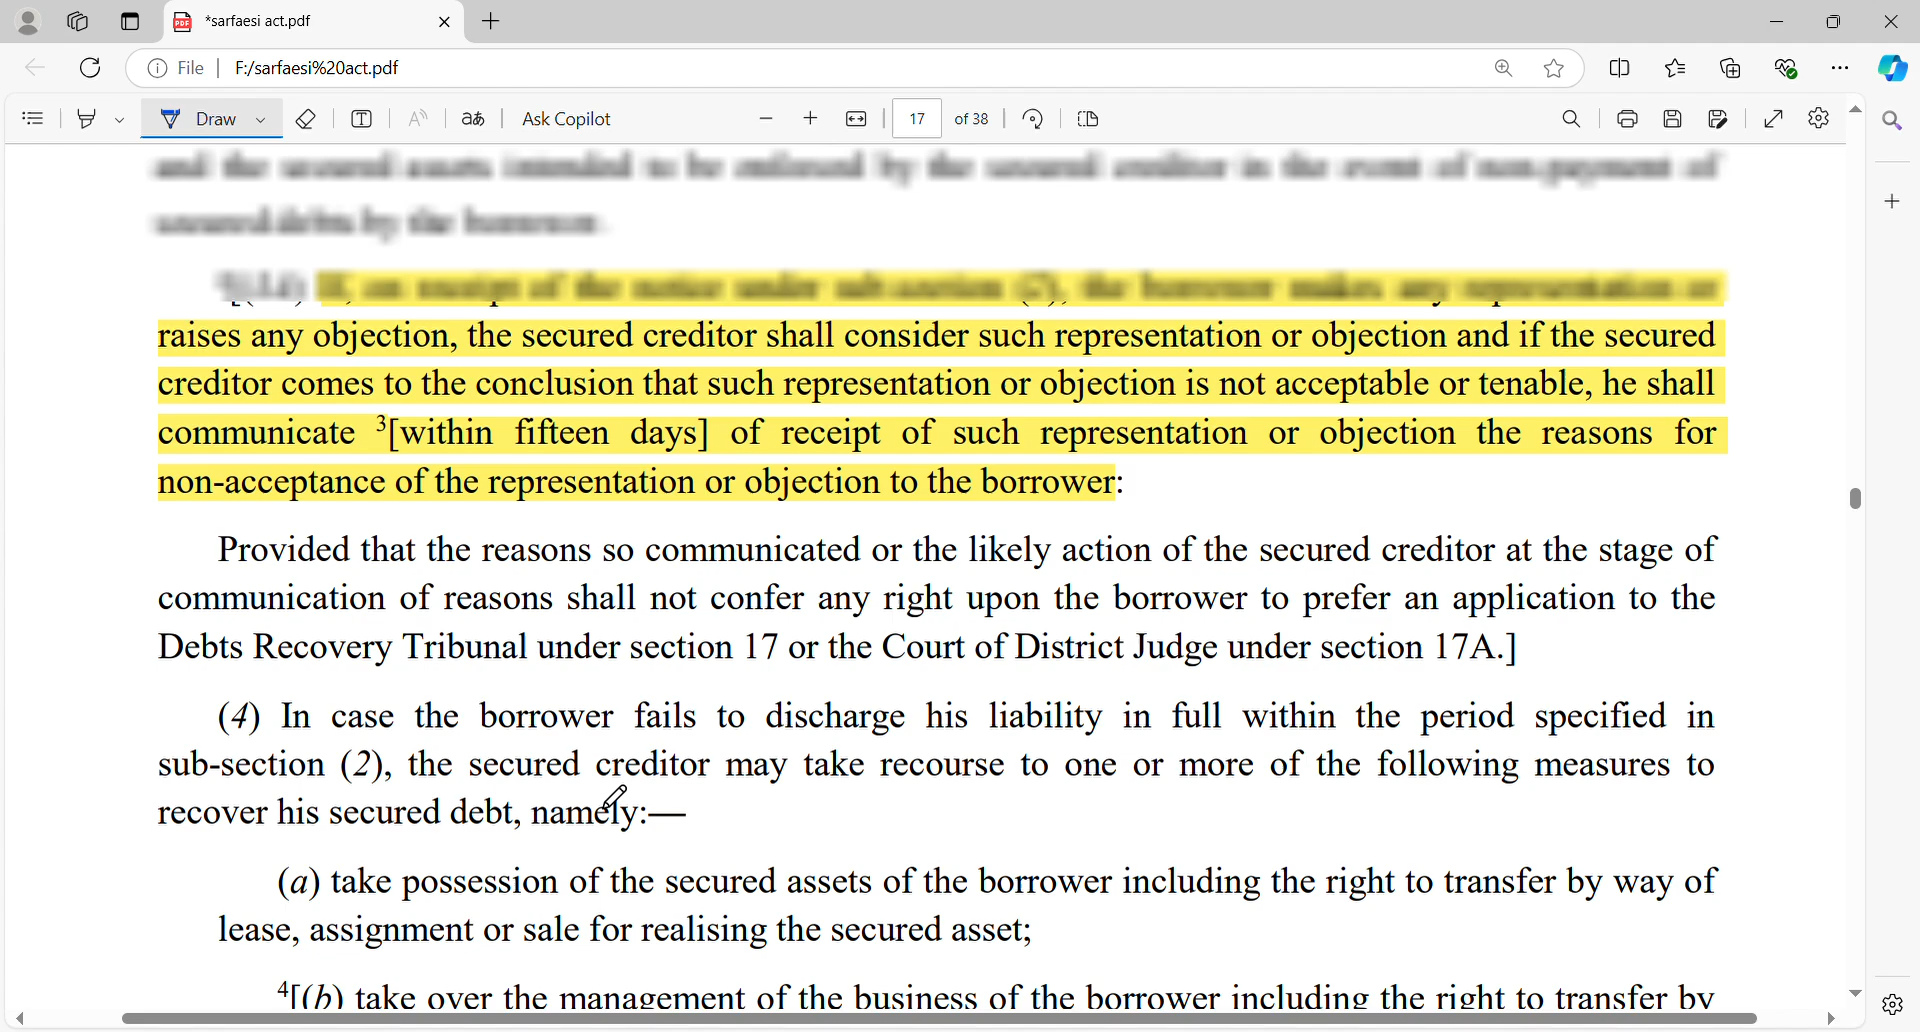 *sarfaesi act.pdf
File F:/sarfaesi%20act.pdf
Draw Ask Copilot 17 of 38
raises any objection, the secured creditor shall consider such representation or objection and if the secured
creditor comes to the conclusion that such representation or objection is not acceptable or tenable, he shall
communicate ³[within fifteen days] of receipt of such representation or objection the reasons for
non-acceptance of the representation or objection to the borrower:
Provided that the reasons so communicated or the likely action of the secured creditor at the stage of
communication of reasons shall not confer any right upon the borrower to prefer an application to the
Debts Recovery Tribunal under section 17 or the Court of District Judge under section 17A.]
(4) In case the borrower fails to discharge his liability in full within the period specified in
sub-section (2), the secured creditor may take recourse to one or more of the following measures to
recover his secured debt, namely:—
(a) take possession of the secured assets of the borrower including the right to transfer by way of
lease, assignment or sale for realising the secured asset;
⁴[(b) take over the management of the business of the borrower including the right to transfer by